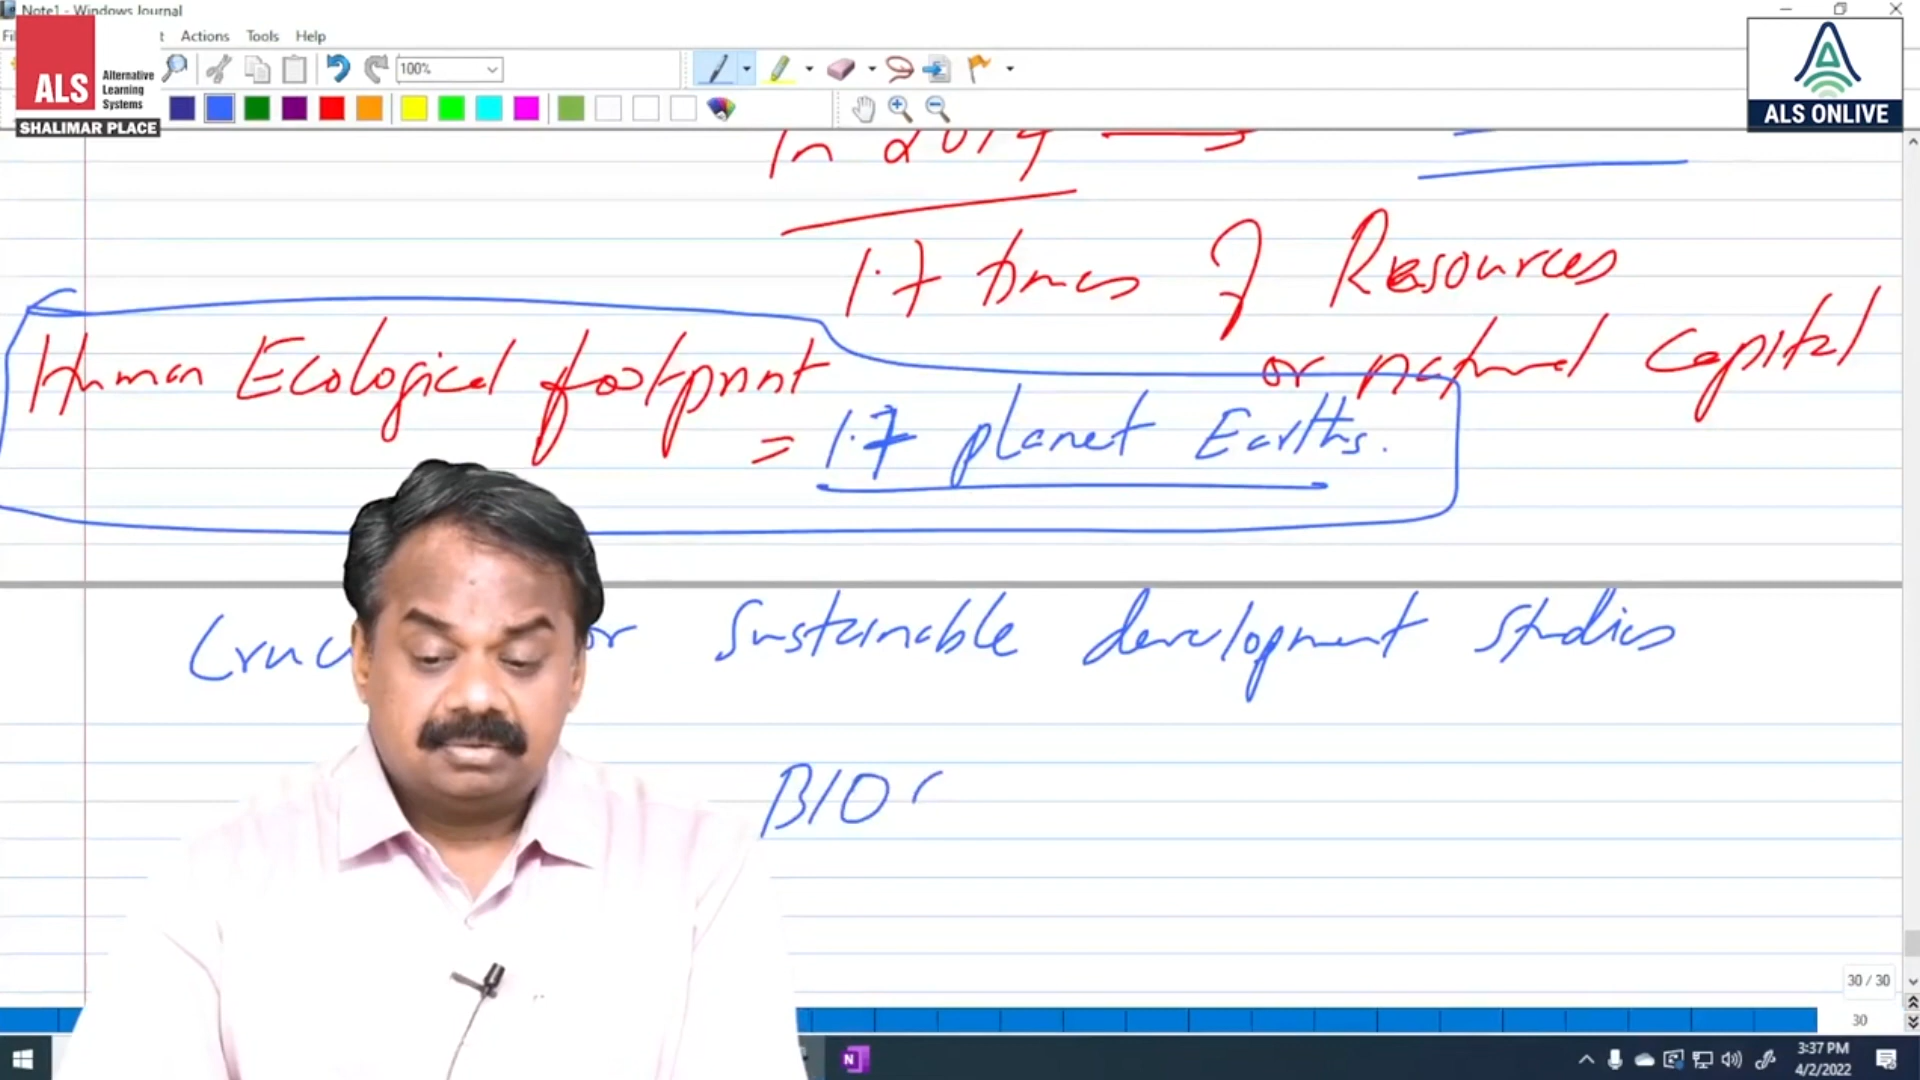 Note1 - Windows Journal
Actions Tools Help
ALS
Alternative
Learning
Systems
SHALIMAR PLACE
100%
ALS ONLIVE
In 2014
1.7 times of Resources
or natural capital
Human Ecological footprint
= 1.7 planet Earths.
Sustainable development studies
BIO
30 / 30
30
3:37 PM
4/2/2022